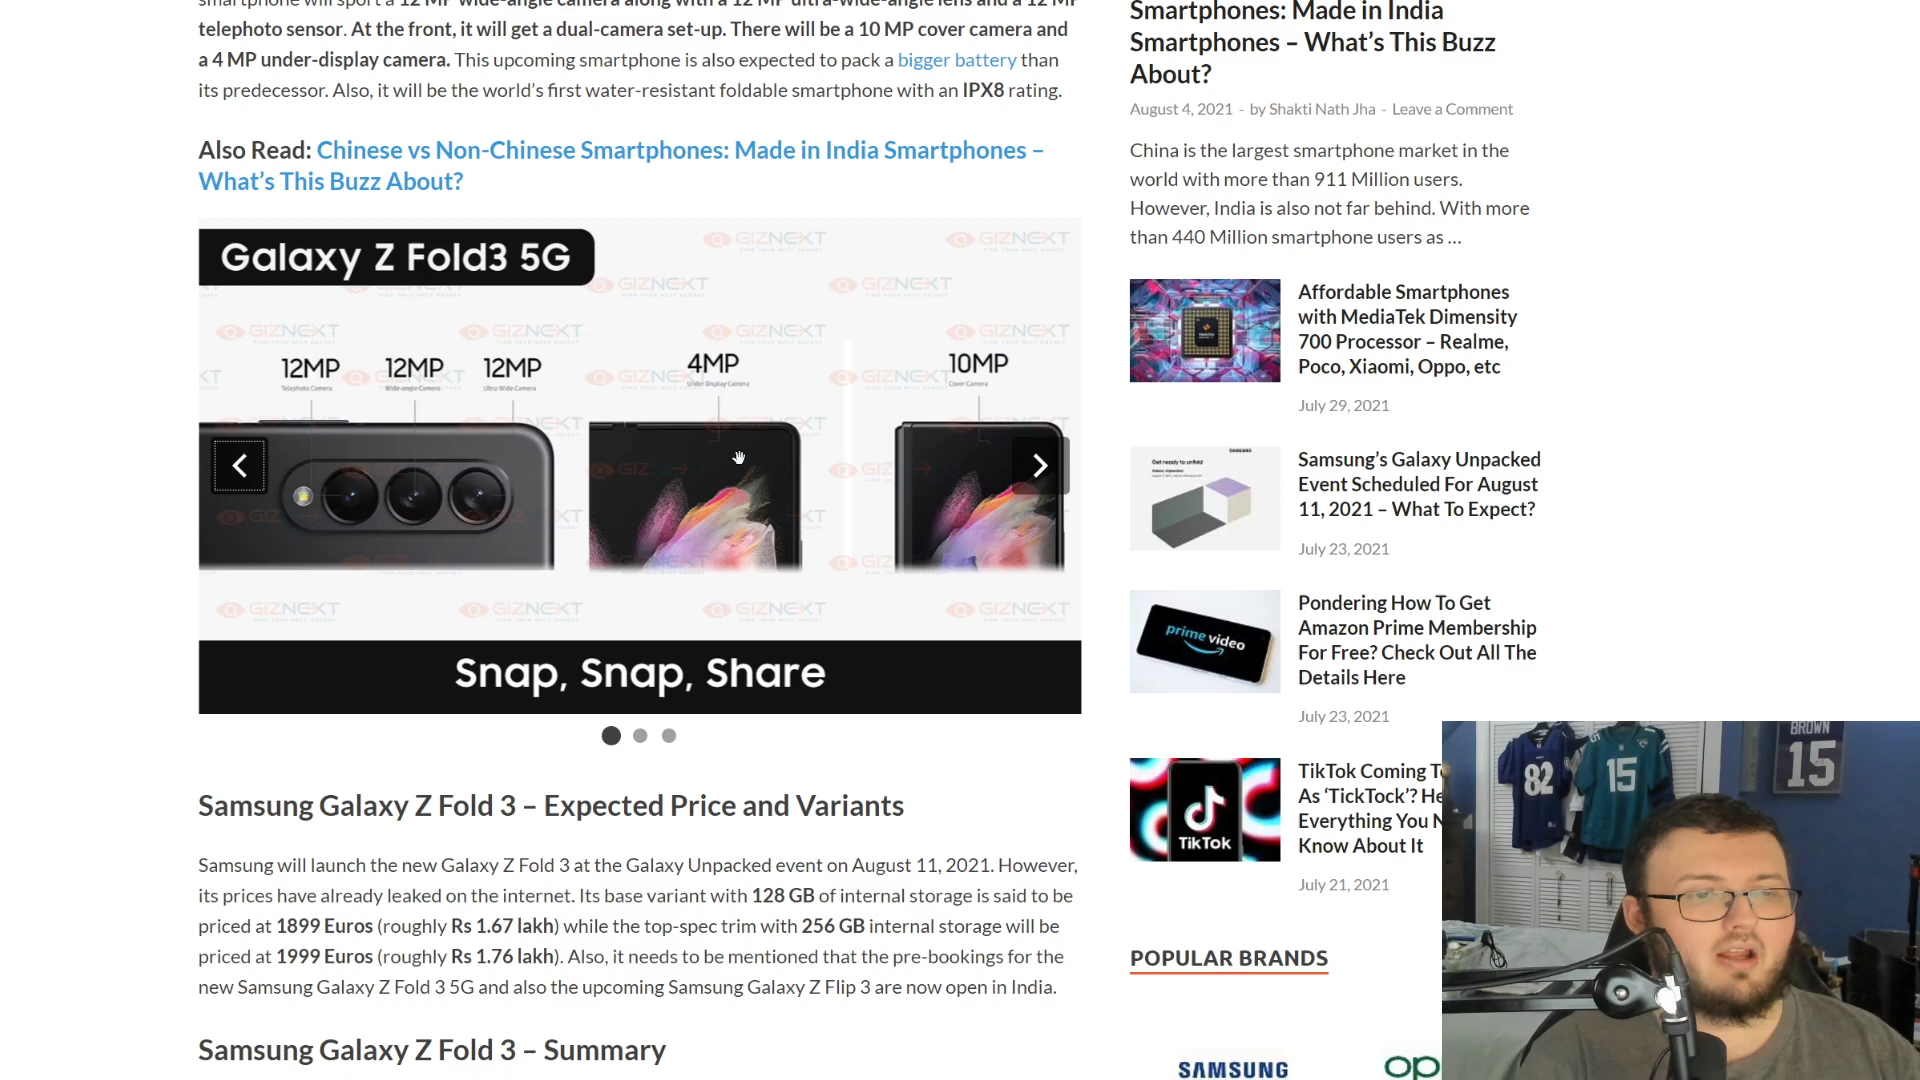 smartphone will sport a 12 MP wide-angle camera along with a 12 MP ultra-wide-angle lens and a 12 MP
telephoto sensor. At the front, it will get a dual-camera set-up. There will be a 10 MP cover camera and
a 4 MP under-display camera. This upcoming smartphone is also expected to pack a bigger battery than
its predecessor. Also, it will be the world's first water-resistant foldable smartphone with an IPX8 rating.
Also Read: Chinese vs Non-Chinese Smartphones: Made in India Smartphones –
What's This Buzz About?
Galaxy Z Fold3 5G
GIZNEXT
12MP
Telephoto Camera
12MP
Wide-angle Camera
12MP
Ultra Wide Camera
4MP
Under Display Camera
10MP
Cover Camera
Snap, Snap, Share
Samsung Galaxy Z Fold 3 – Expected Price and Variants
Samsung will launch the new Galaxy Z Fold 3 at the Galaxy Unpacked event on August 11, 2021. However,
its prices have already leaked on the internet. Its base variant with 128 GB of internal storage is said to be
priced at 1899 Euros (roughly Rs 1.67 lakh) while the top-spec trim with 256 GB internal storage will be
priced at 1999 Euros (roughly Rs 1.76 lakh). Also, it needs to be mentioned that the pre-bookings for the
new Samsung Galaxy Z Fold 3 5G and also the upcoming Samsung Galaxy Z Flip 3 are now open in India.
Samsung Galaxy Z Fold 3 – Summary
Smartphones: Made in India
Smartphones – What's This Buzz
About?
August 4, 2021 - by Shakti Nath Jha - Leave a Comment
China is the largest smartphone market in the
world with more than 911 Million users.
However, India is also not far behind. With more
than 440 Million smartphone users as …
Affordable Smartphones
with MediaTek Dimensity
700 Processor – Realme,
Poco, Xiaomi, Oppo, etc
July 29, 2021
SAMSUNG
Get ready to unfold
Samsung's Galaxy Unpacked
Event Scheduled For August
11, 2021 – What To Expect?
July 23, 2021
prime video
Pondering How To Get
Amazon Prime Membership
For Free? Check Out All The
Details Here
July 23, 2021
TikTok
TikTok Coming
As 'TickTock'?
Everything You
Know About It
July 21, 2021
POPULAR BRANDS
SAMSUNG
82
15
BROWN
15